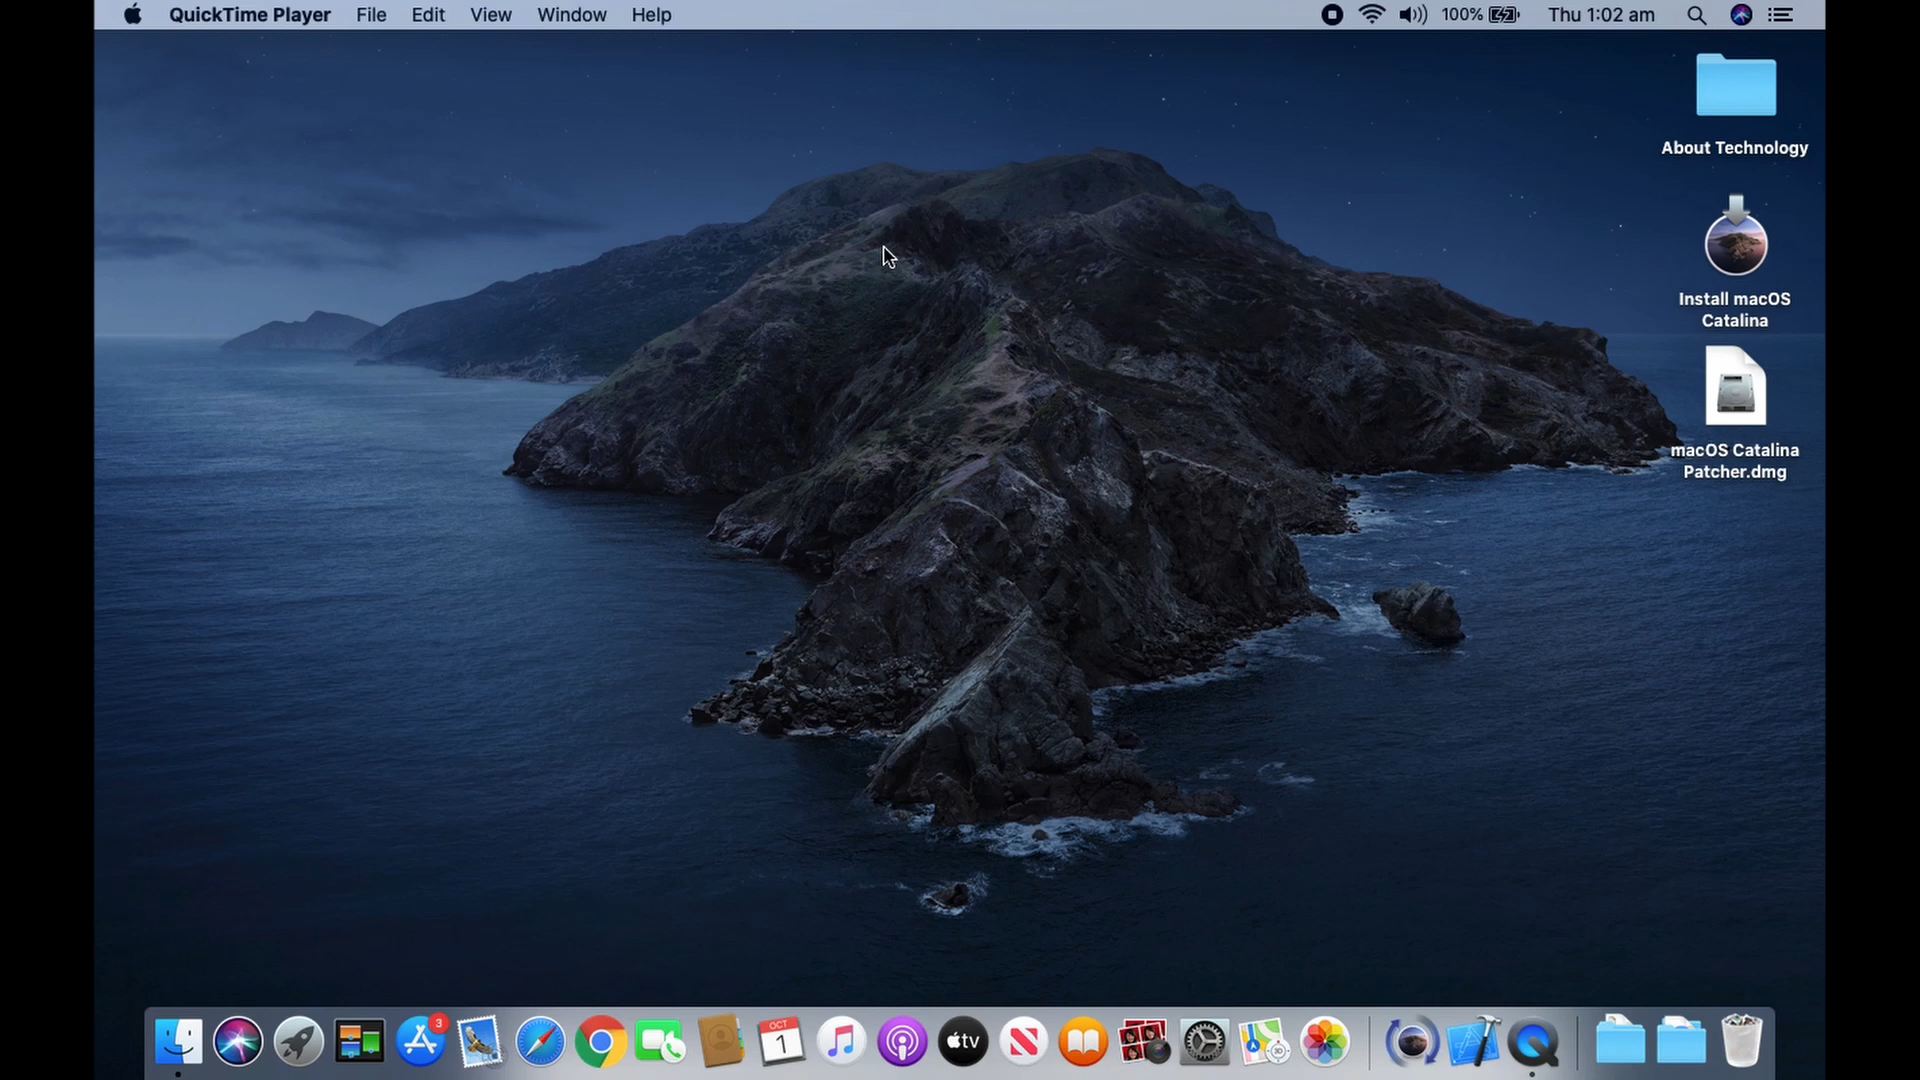 QuickTime Player File Edit View Window Help 100% Thu 1:02 am
About Technology
Install macOS
Catalina
macOS Catalina
Patcher.dmg
3
OCT
1
tv